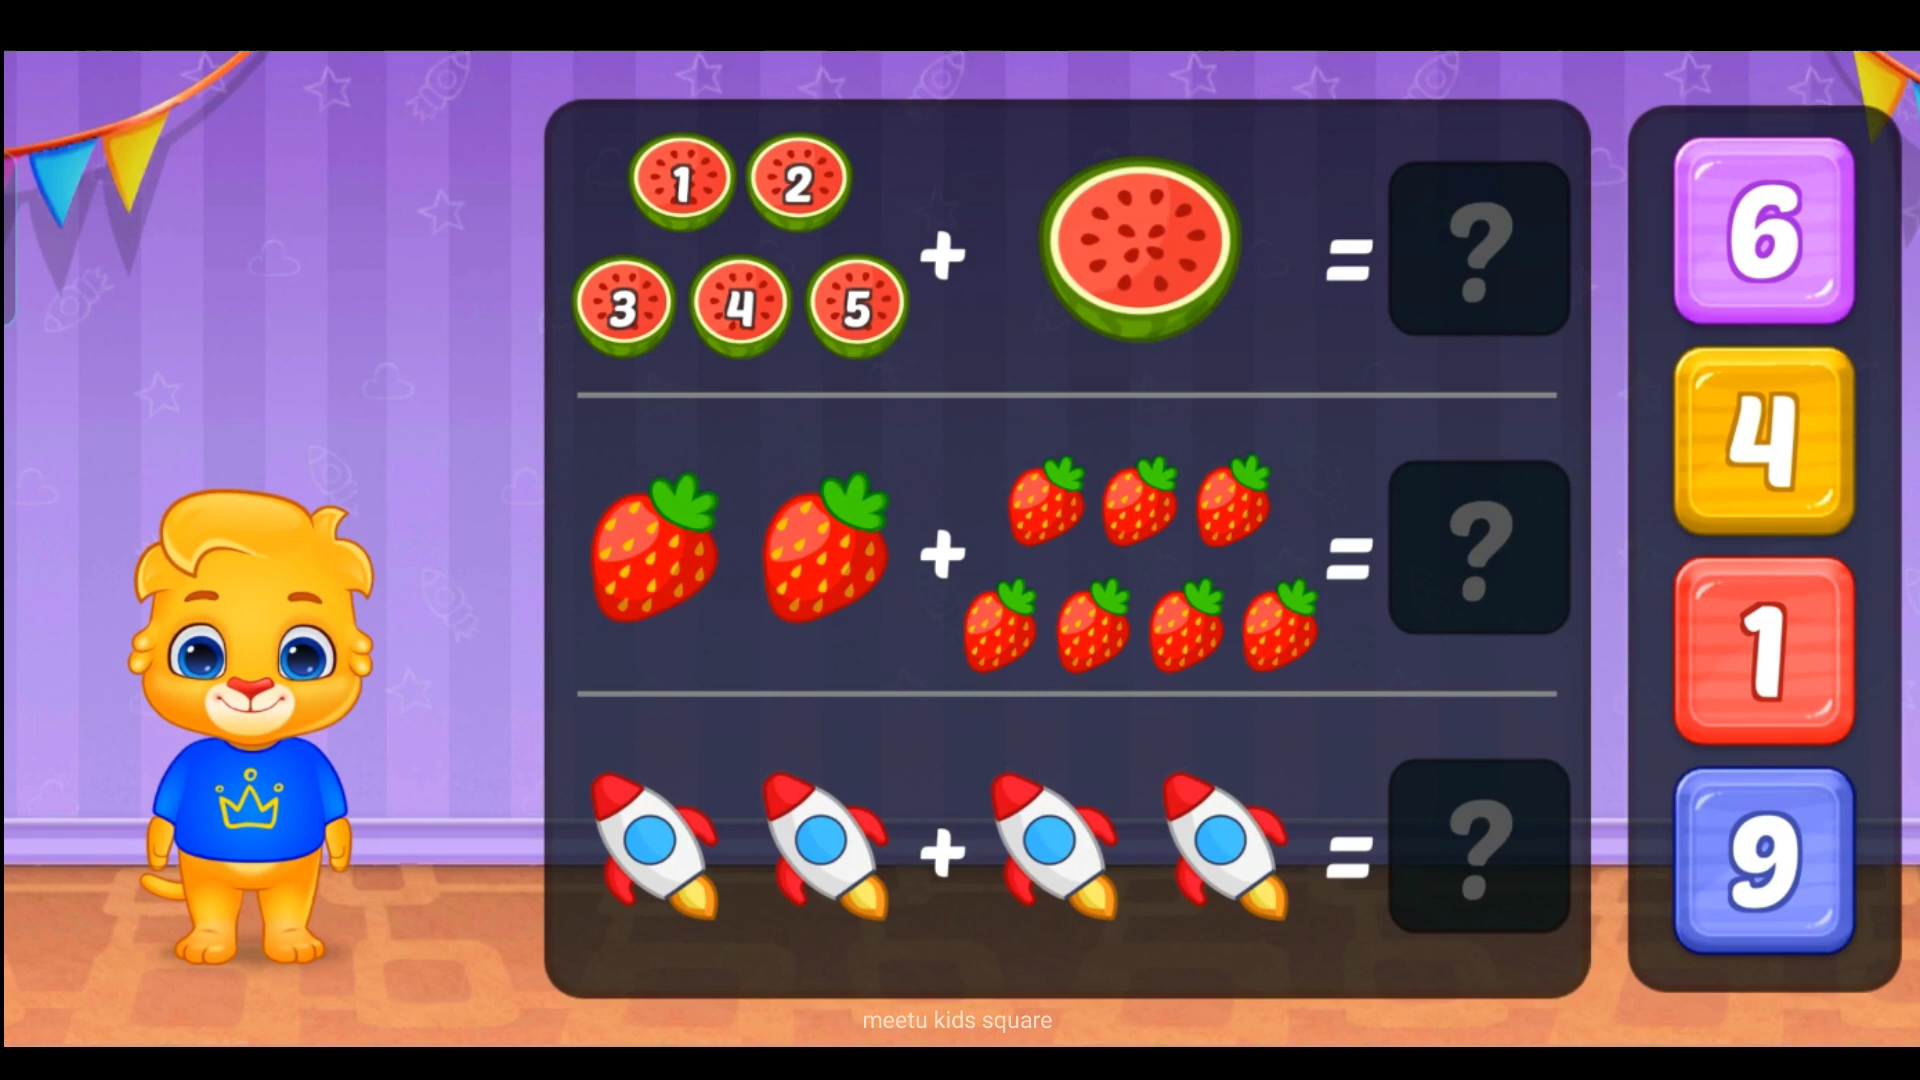 1 2
3 4 5
+ = ?
+ = ?
+ = ?
6
4
1
9
meetu kids square